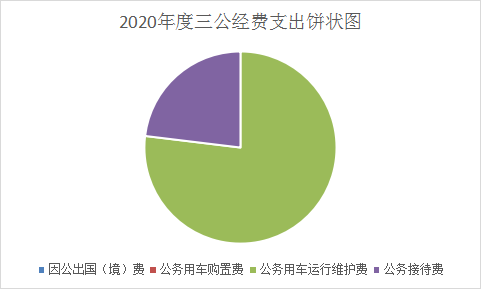 2020年度三公经费支出饼状图
因公出国（境）费 公务用车购置费 公务用车运行维护费 公务接待费